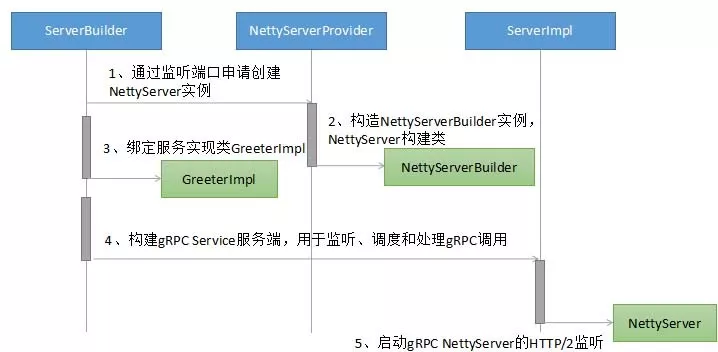 ServerBuilder
NettyServerProvider
ServerImpl
1、通过监听端口申请创建
NettyServer实例
2、构造NettyServerBuilder实例，
NettyServer构建类
3、绑定服务实现类GreeterImpl
GreeterImpl
NettyServerBuilder
4、构建gRPC Service服务端，用于监听、调度和处理gRPC调用
NettyServer
5、启动gRPC NettyServer的HTTP/2监听